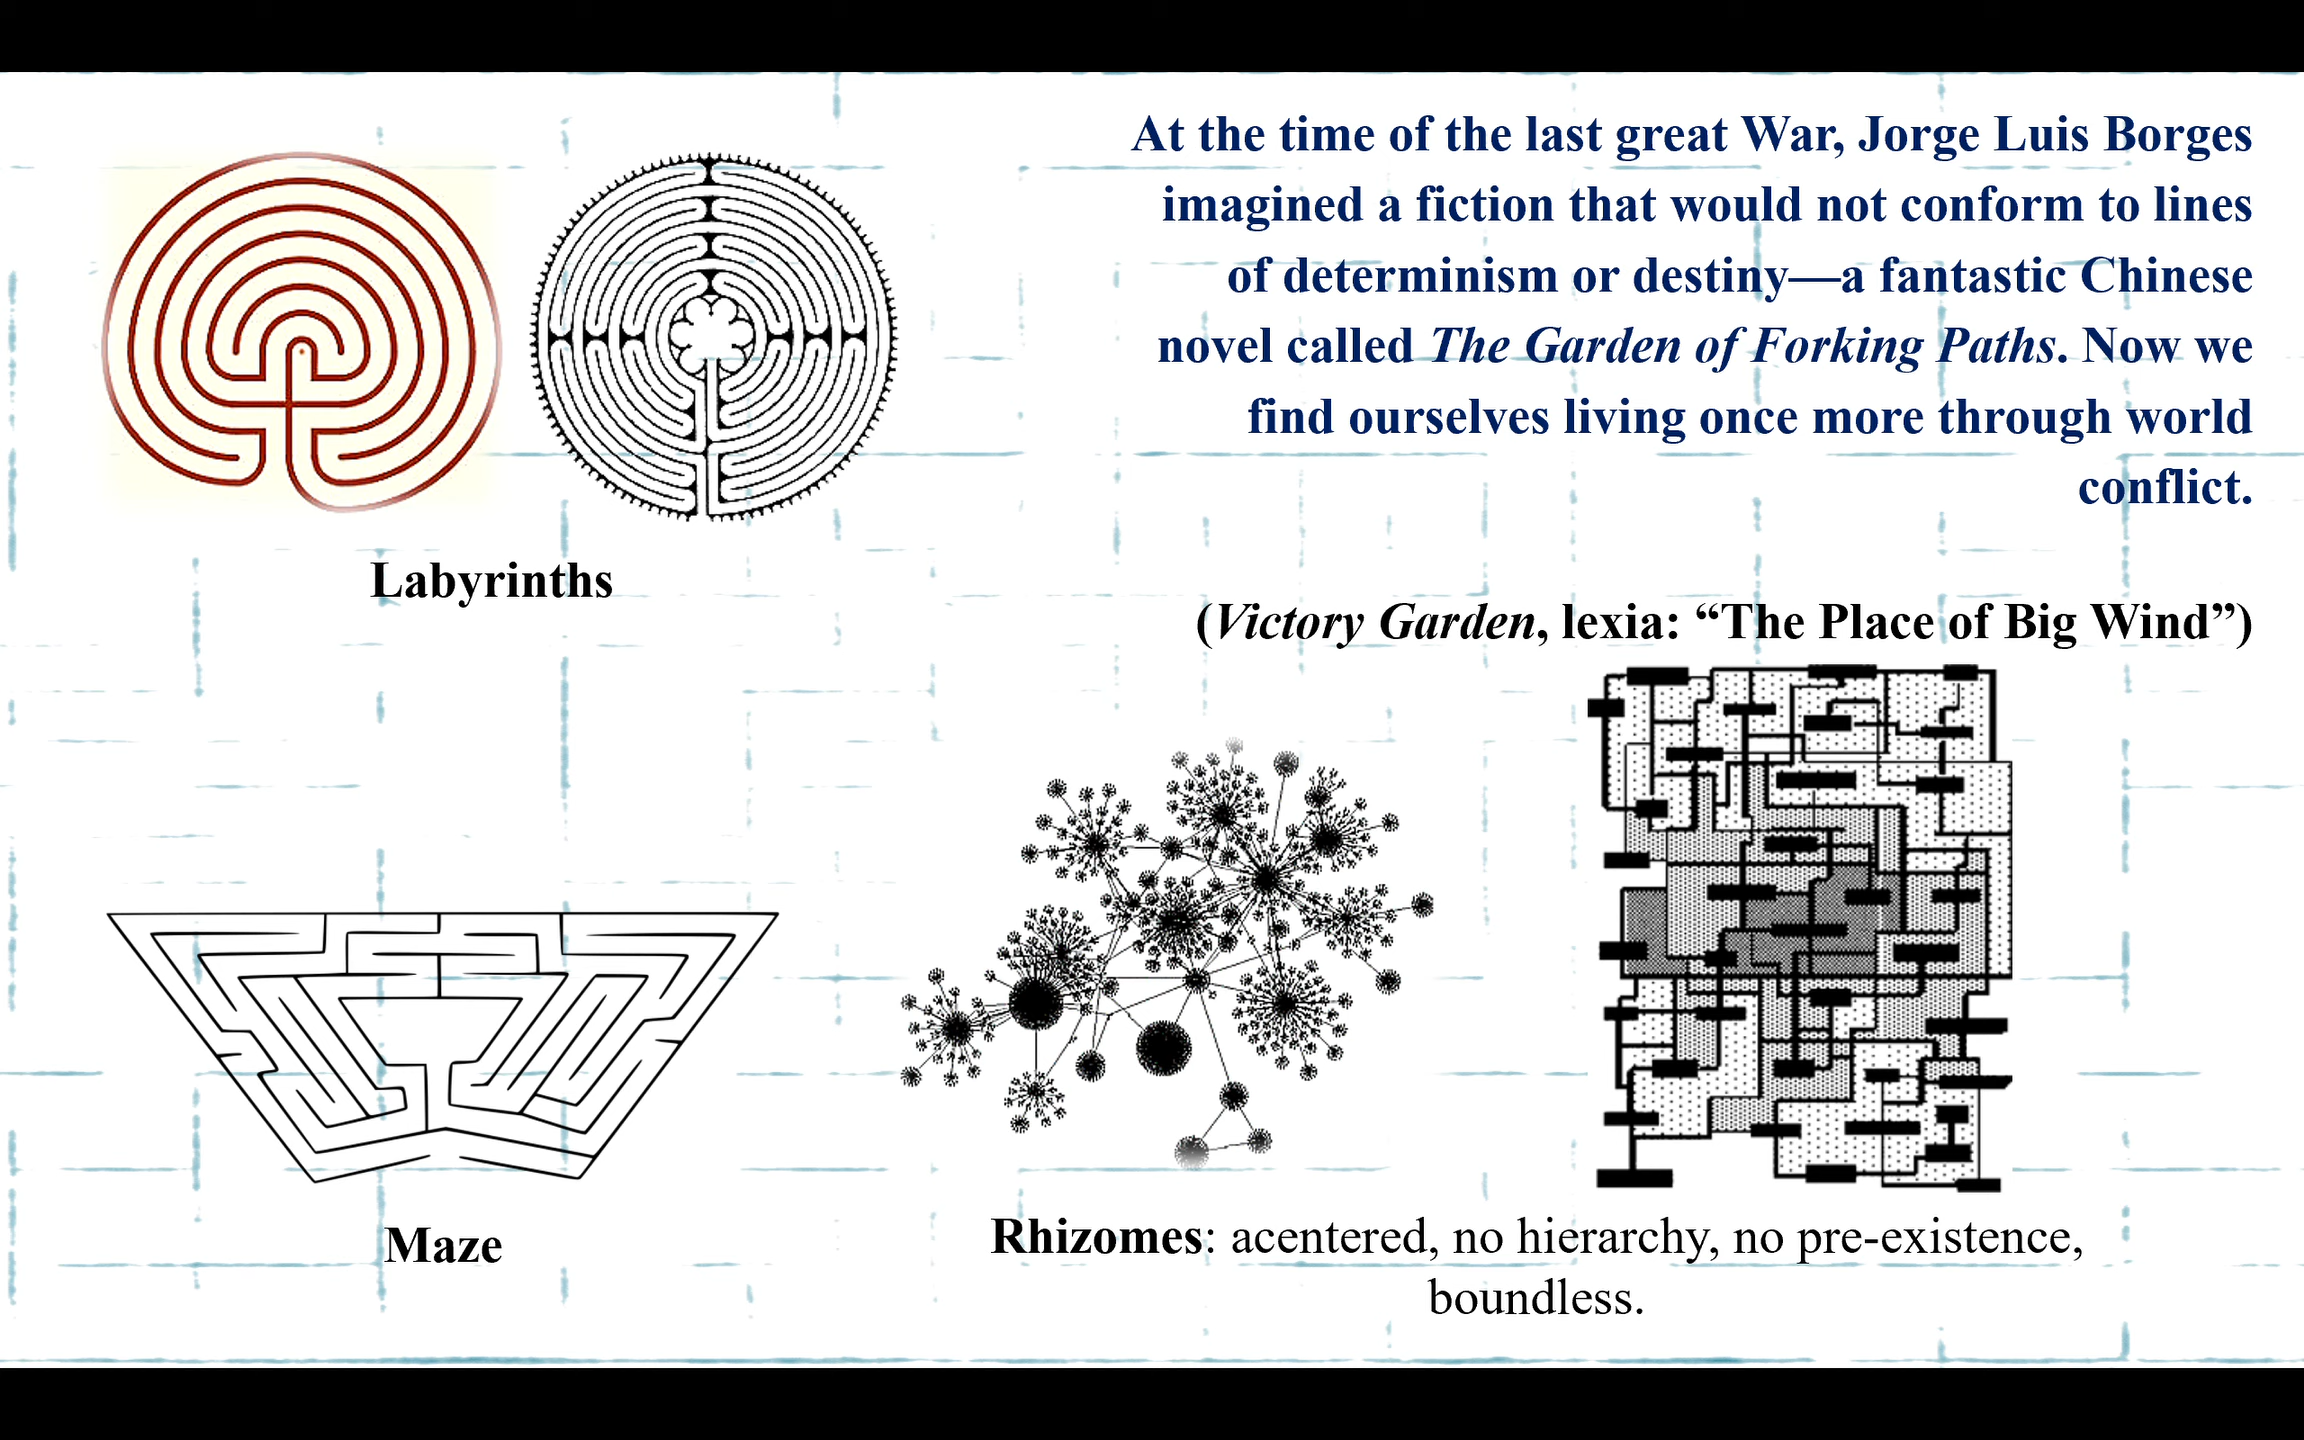 At the time of the last great War, Jorge Luis Borges
imagined a fiction that would not conform to lines
of determinism or destiny—a fantastic Chinese
novel called The Garden of Forking Paths. Now we
find ourselves living once more through world
conflict.
Labyrinths
(Victory Garden, lexia: “The Place of Big Wind”)
Maze
Rhizomes: acentered, no hierarchy, no pre-existence,
boundless.